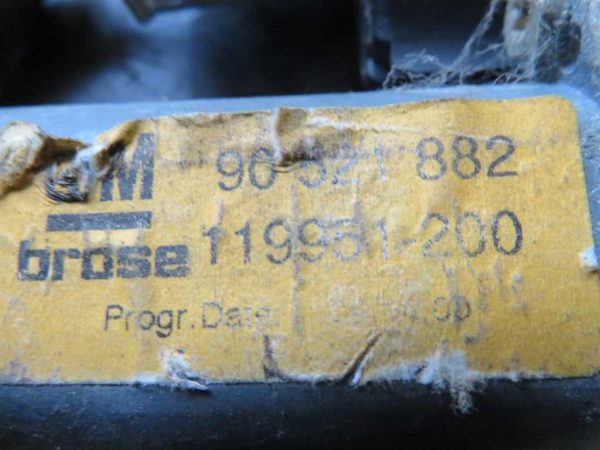 GM 90 521 882
brose 119951-200
Progr. Date